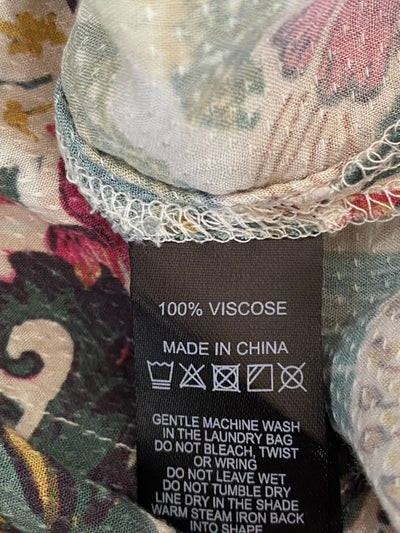 100% VISCOSE
MADE IN CHINA
GENTLE MACHINE WASH
IN THE LAUNDRY BAG
DO NOT BLEACH, TWIST
OR WRING
DO NOT LEAVE WET
DO NOT TUMBLE DRY
LINE DRY IN THE SHADE
WARM STEAM IRON BACK
INTO SHAPE